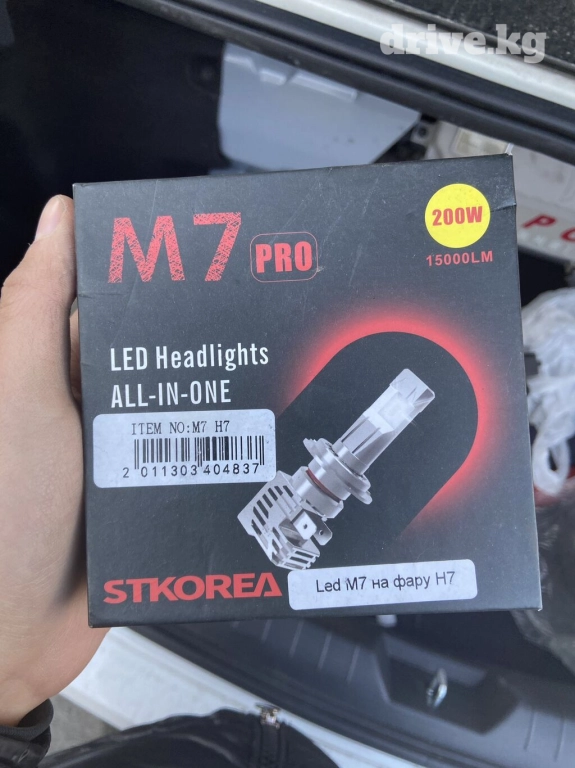 drive.kg
M7 PRO
200W
15000LM
LED Headlights
ALL-IN-ONE
ITEM NO:M7 H7
2 011303 404837
STKOREA
Led M7 на фару H7